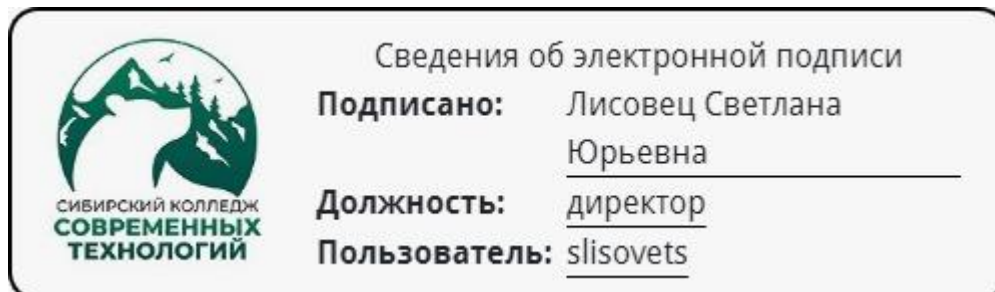 Сведения об электронной подписи
Подписано: Лисовец Светлана
Юрьевна
Должность: директор
Пользователь: slisovets
СИБИРСКИЙ КОЛЛЕДЖ
СОВРЕМЕННЫХ
ТЕХНОЛОГИЙ